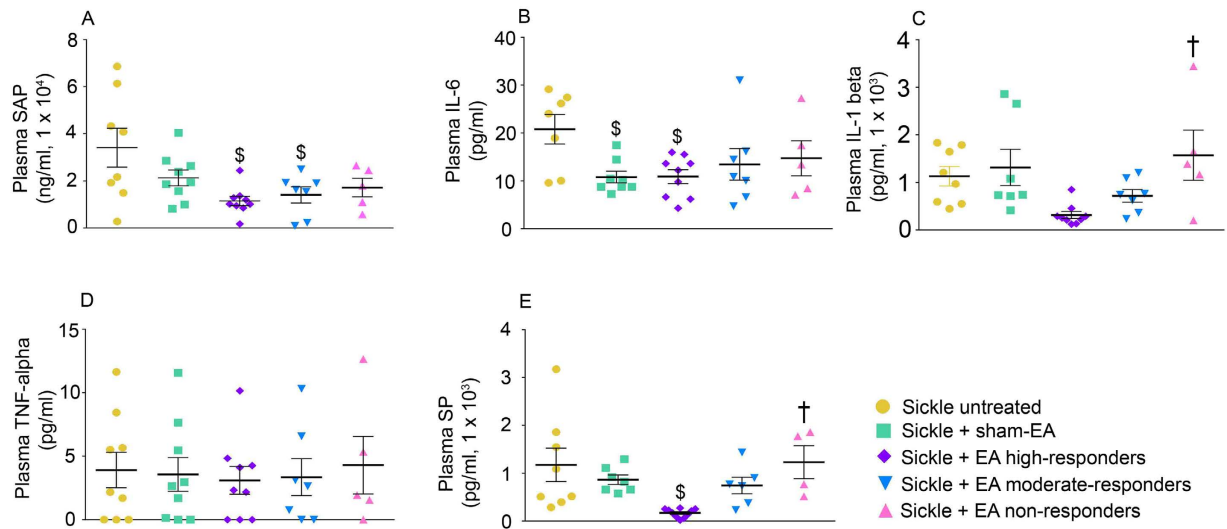 A
Plasma SAP
(ng/ml, 1 x 10⁴)
8
6
4
2
0
$
$
B
Plasma IL-6
(pg/ml)
40
30
20
10
0
$
$
C
Plasma IL-1 beta
(pg/ml, 1 x 10³)
4
3
2
1
0
†
D
Plasma TNF-alpha
(pg/ml)
15
10
5
0
E
Plasma SP
(pg/ml, 1 x 10³)
4
3
2
1
0
$
†
Sickle untreated
Sickle + sham-EA
Sickle + EA high-responders
Sickle + EA moderate-responders
Sickle + EA non-responders